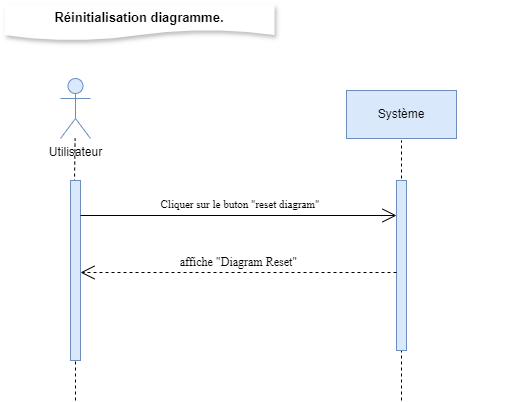 Réinitialisation diagramme.
Utilisateur
Système
Cliquer sur le buton "reset diagram"
affiche "Diagram Reset"